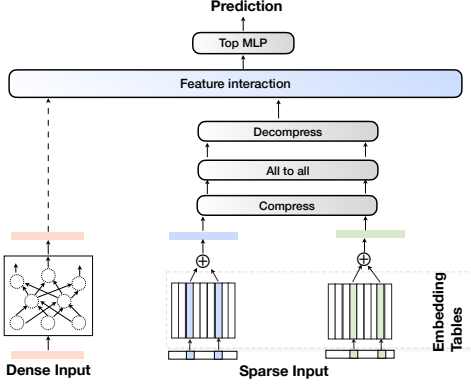 Prediction
Top MLP
Feature interaction
Decompress
All to all
Compress
Embedding
Tables
Dense Input
Sparse Input